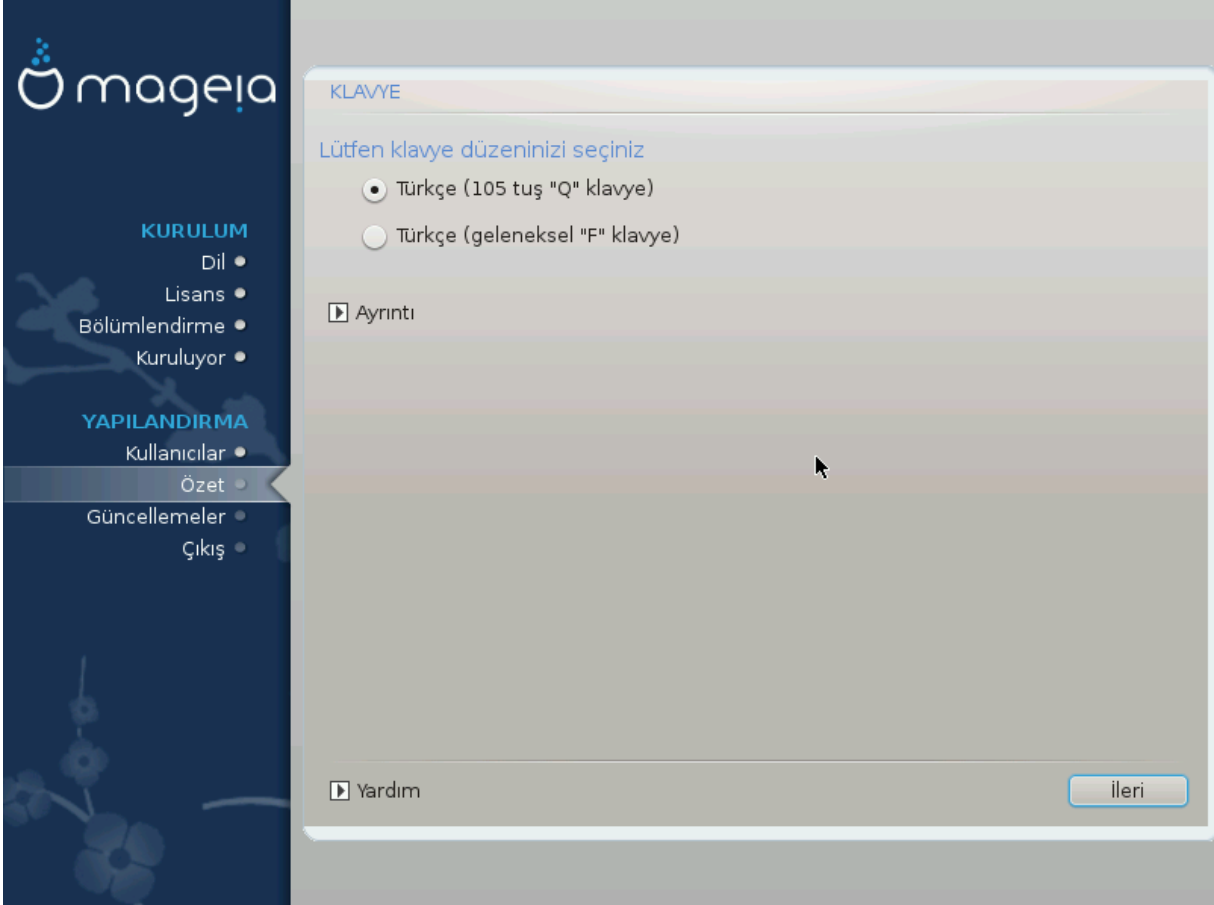 mageia
KURULUM
Dil
Lisans
Bölümlendirme
Kuruluyor
YAPILANDIRMA
Kullanıcılar
Özet
Güncellemeler
Çıkış
KLAVYE
Lütfen klavye düzeninizi seçiniz
Türkçe (105 tuş "Q" klavye)
Türkçe (geleneksel "F" klavye)
Ayrıntı
Yardım
İleri